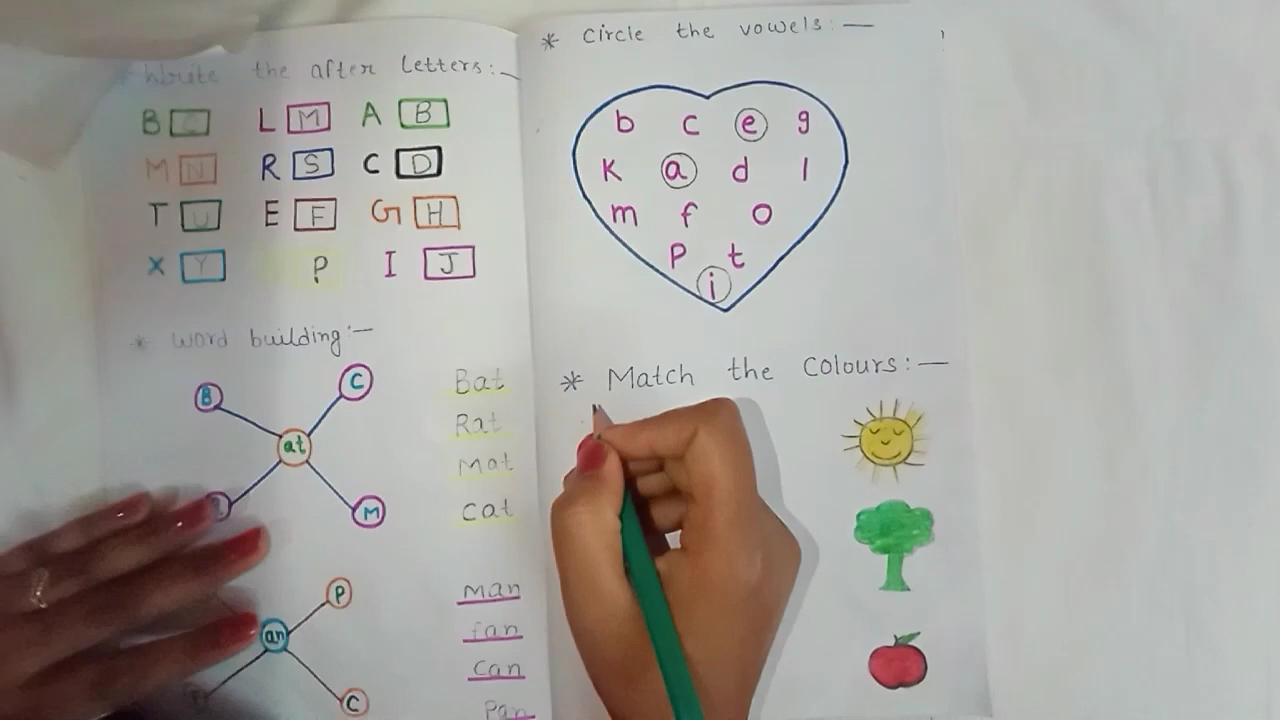 Write the after letters:-
B C L M A B
M N R S C D
T U E F G H
X Y P I J
* Word building:-
B C
at
M
Bat
Rat
Mat
cat
P
an
C
man
fan
can
pan
* Circle the vowels:-
b c e g
K a d l
m f o
P t
i
* Match the Colours:-